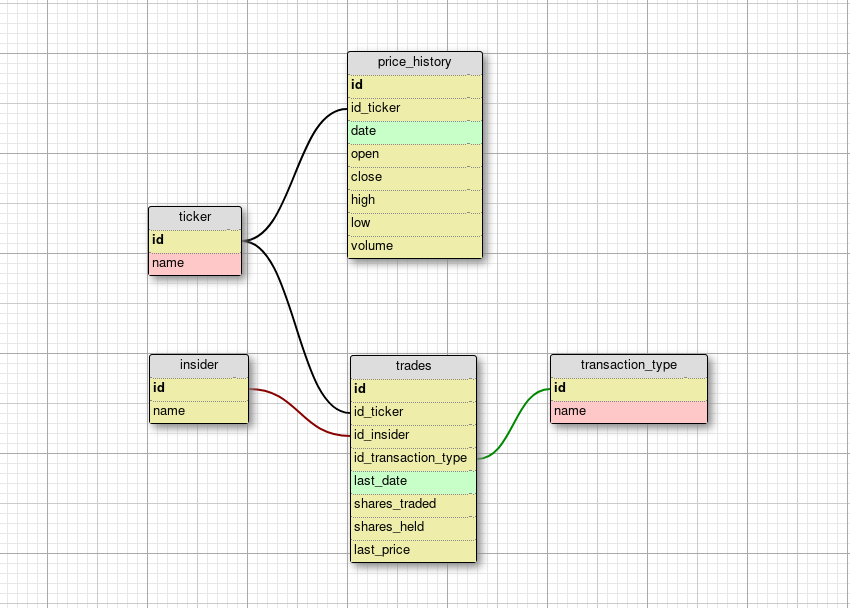 price_history
id
id_ticker
date
open
close
high
low
volume
ticker
id
name
insider
id
name
trades
id
id_ticker
id_insider
id_transaction_type
last_date
shares_traded
shares_held
last_price
transaction_type
id
name